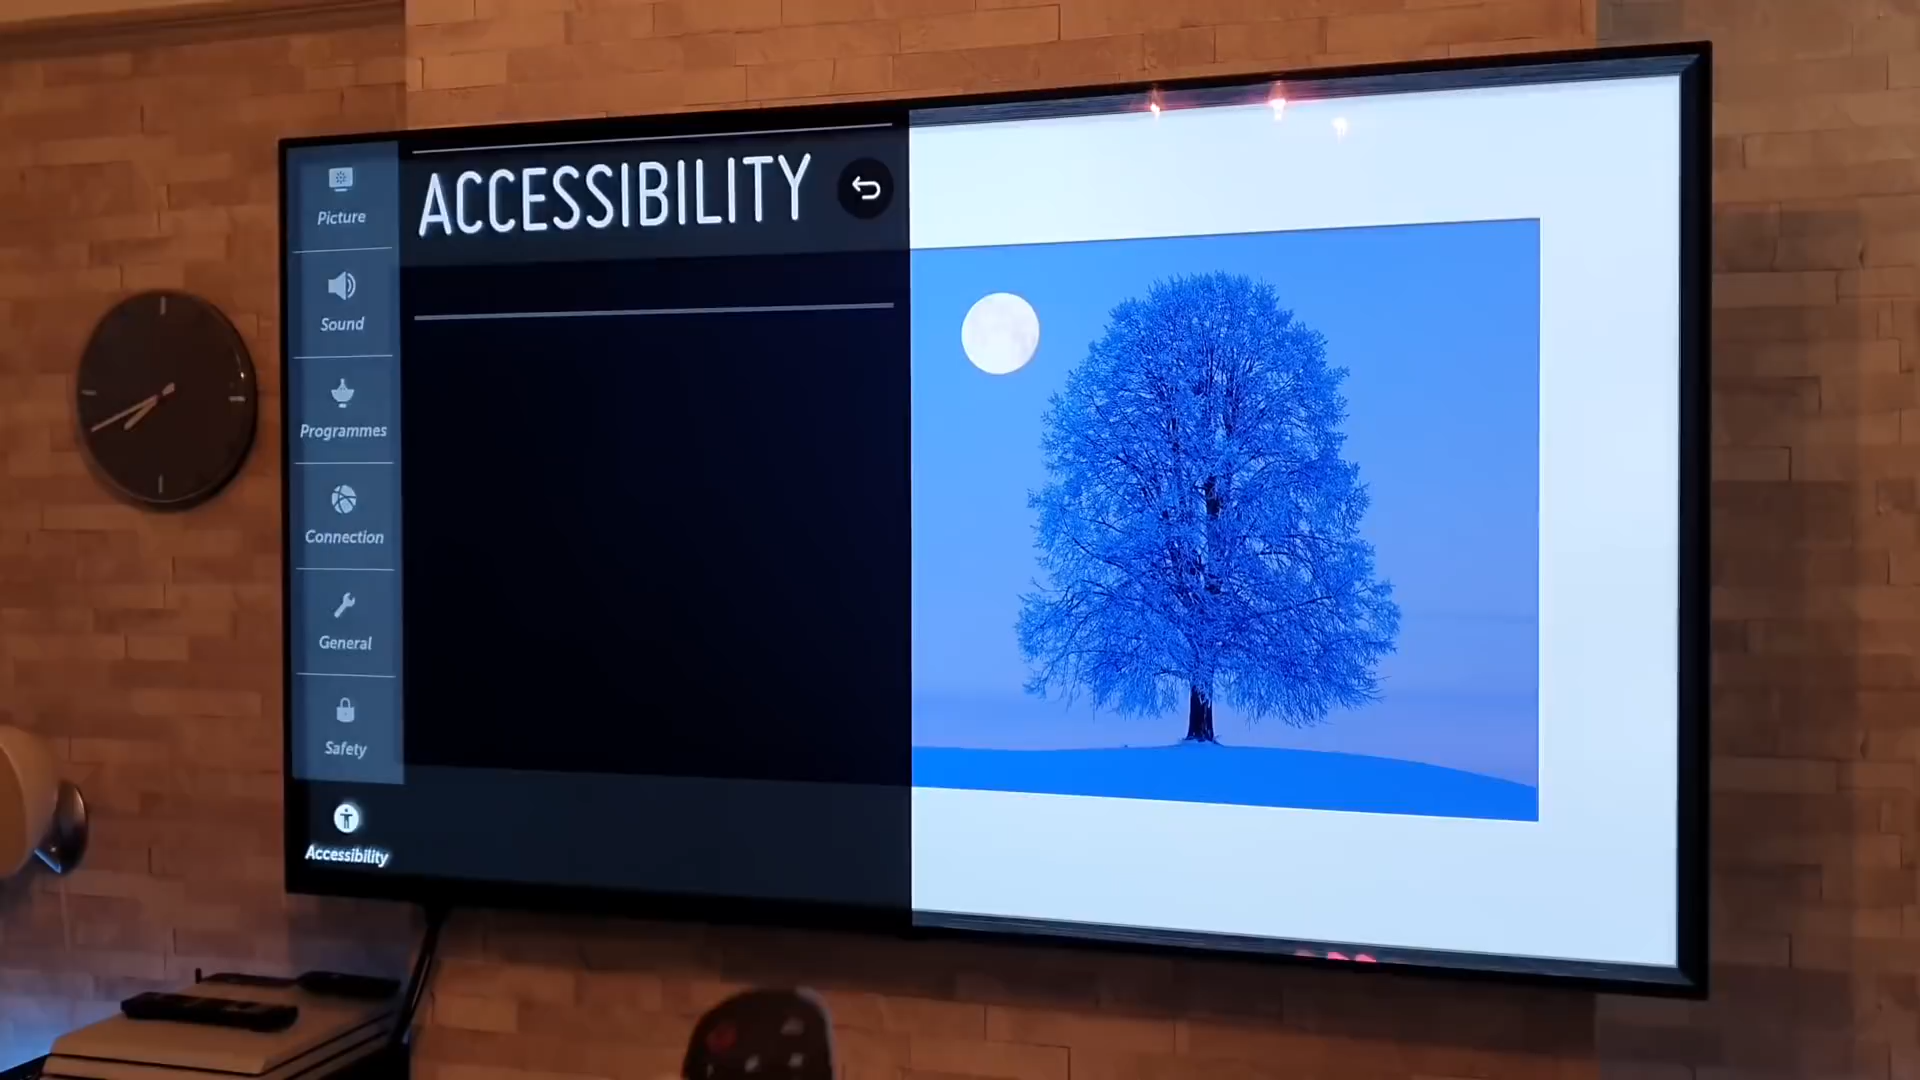 Picture
Sound
Programmes
Connection
General
Safety
Accessibility
ACCESSIBILITY